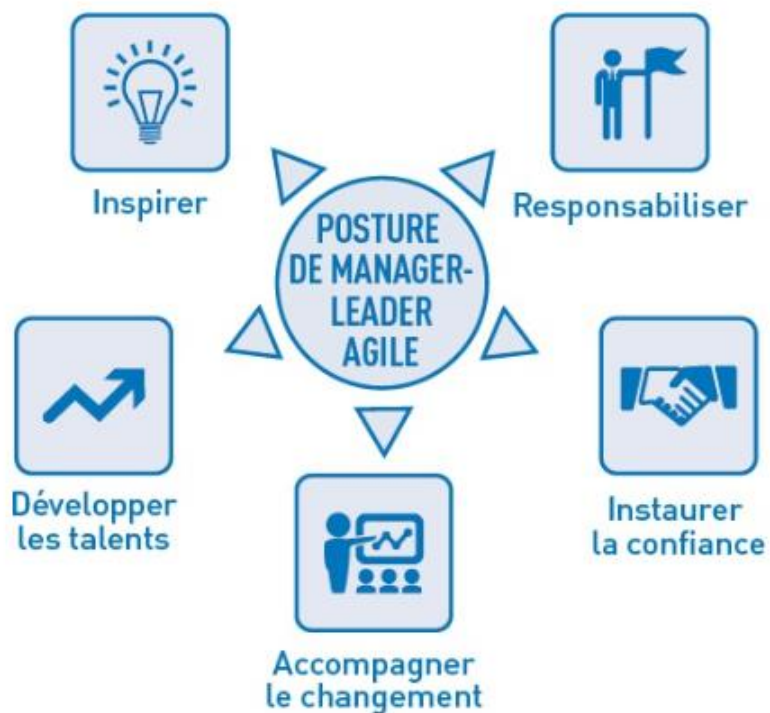 Inspirer
Responsabiliser
POSTURE
DE MANAGER-
LEADER
AGILE
Développer
les talents
Instaurer
la confiance
Accompagner
le changement